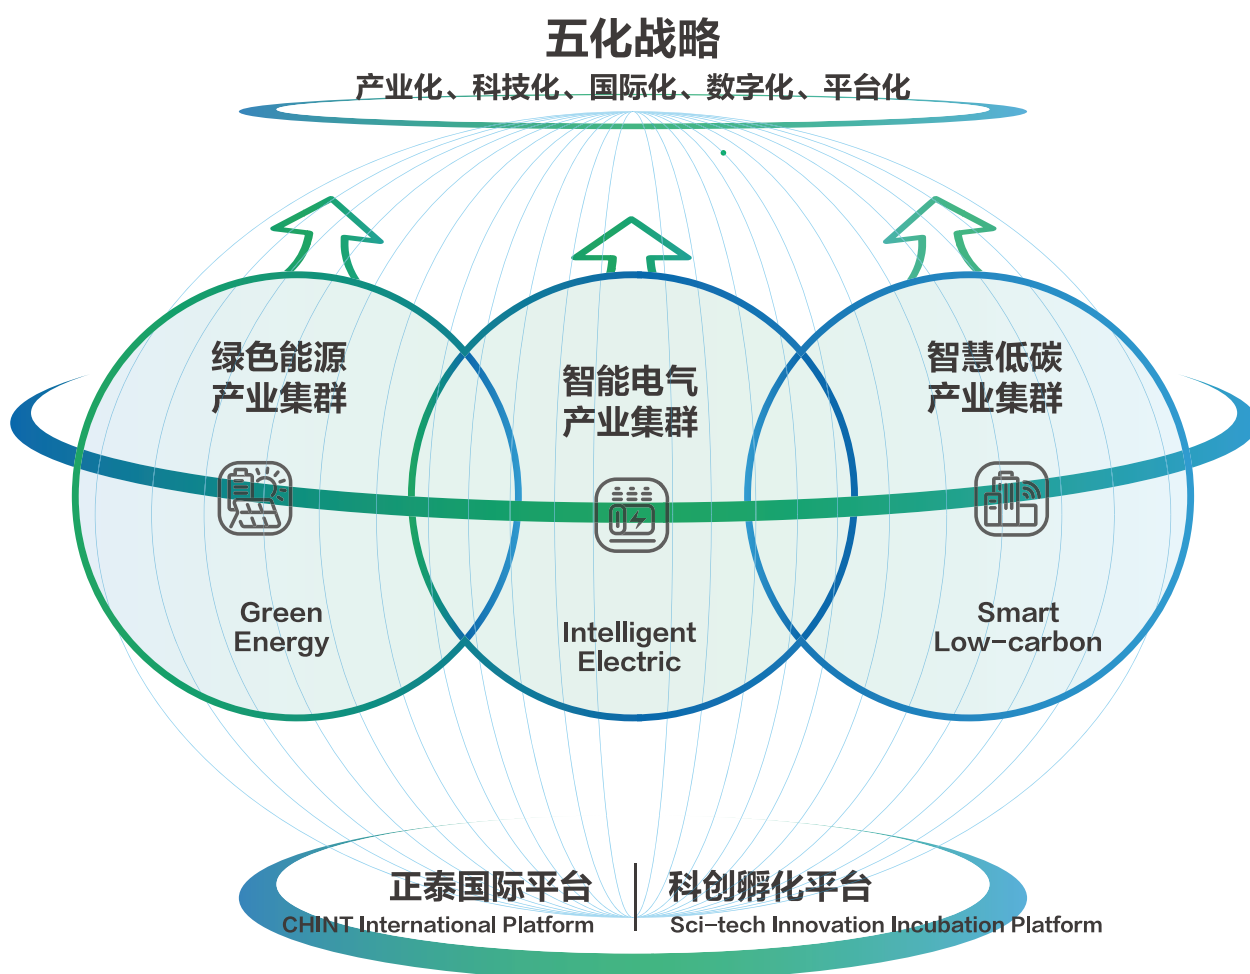 五化战略
产业化、科技化、国际化、数字化、平台化
绿色能源
产业集群
智能电气
产业集群
智慧低碳
产业集群
Green
Energy
Intelligent
Electric
Smart
Low-carbon
正泰国际平台
CHINT International Platform
科创孵化平台
Sci-tech Innovation Incubation Platform